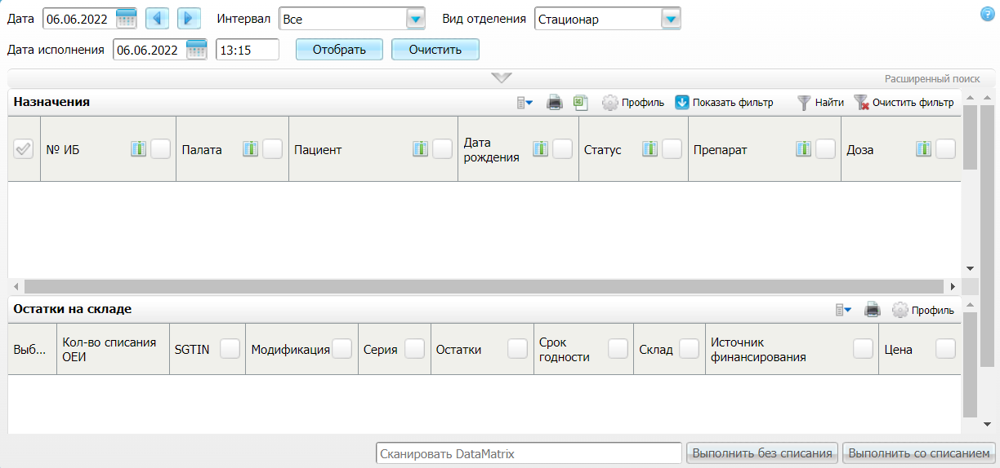 Дата 06.06.2022 Интервал Все Вид отделения Стационар ?
Дата исполнения 06.06.2022 13:15 Отобрать Очистить
Расширенный поиск
Назначения Профиль Показать фильтр Найти Очистить фильтр
№ ИБ Палата Пациент Дата рождения Статус Препарат Доза
Остатки на складе Профиль
Выб... Кол-во списания ОЕИ SGTIN Модификация Серия Остатки Срок годности Склад Источник финансирования Цена
Сканировать DataMatrix Выполнить без списания Выполнить со списанием